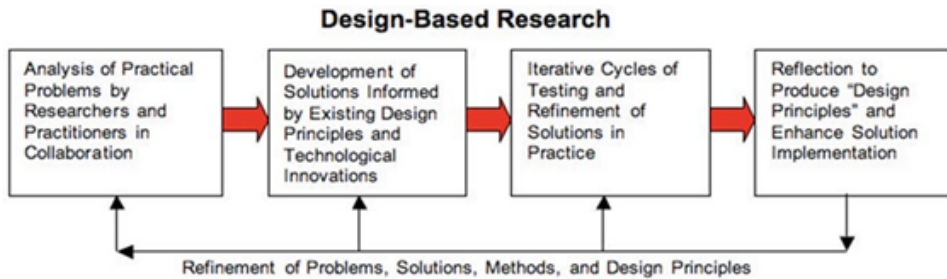 Design-Based Research
Analysis of Practical
Problems by
Researchers and
Practitioners in
Collaboration
Development of
Solutions Informed
by Existing Design
Principles and
Technological
Innovations
Iterative Cycles of
Testing and
Refinement of
Solutions in
Practice
Reflection to
Produce “Design
Principles” and
Enhance Solution
Implementation
Refinement of Problems, Solutions, Methods, and Design Principles